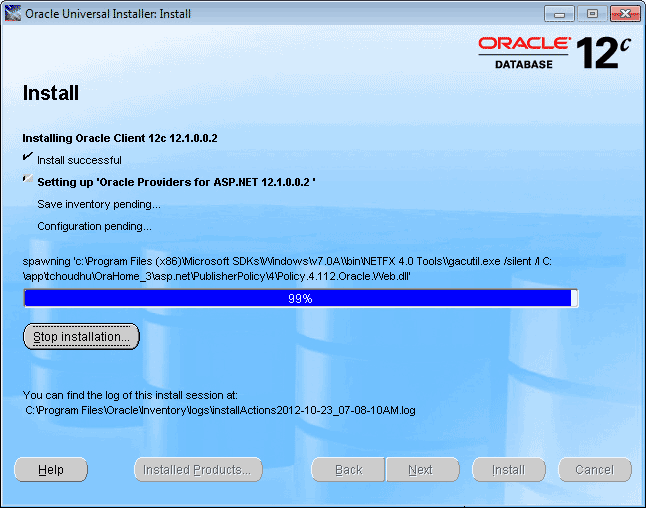 Oracle Universal Installer: Install
ORACLE
DATABASE 12c
Install
Installing Oracle Client 12c 12.1.0.0.2
Install successful
Setting up 'Oracle Providers for ASP.NET 12.1.0.0.2 '
Save inventory pending...
Configuration pending...
spawning 'c:\Program Files (x86)\Microsoft SDKs\Windows\v7.0A\\bin\NETFX 4.0 Tools\\gacutil.exe /silent /I C:
\app\tchoudhu\OraHome_3\asp.net\PublisherPolicy\4\Policy.4.112.Oracle.Web.dll'
99%
Stop installation...
You can find the log of this install session at:
C:\Program Files\Oracle\Inventory\logs\installActions2012-10-23_07-08-10AM.log
Help Installed Products... Back Next Install Cancel